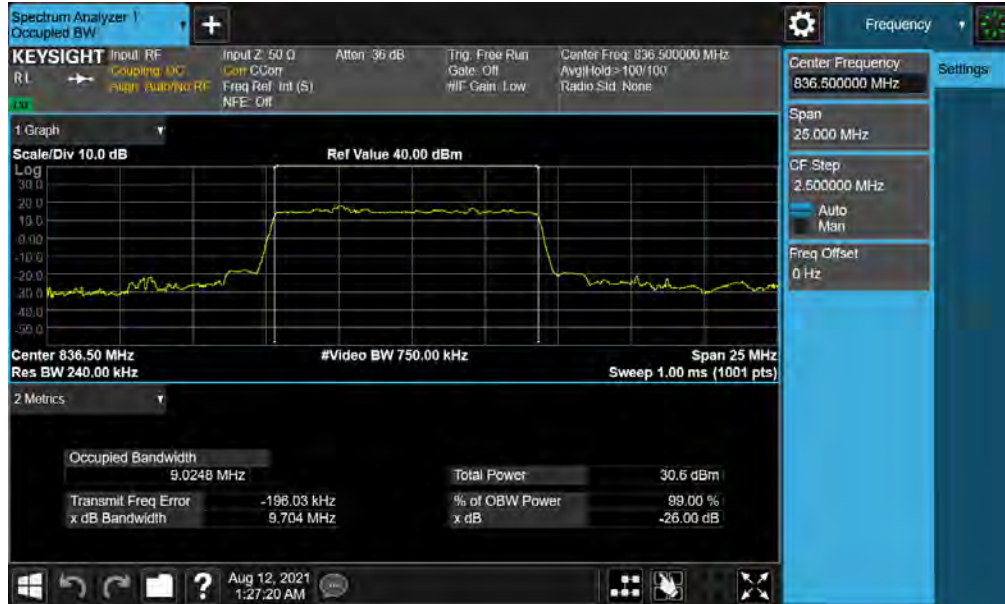 Spectrum Analyzer 1
Occupied BW
+
Frequency
KEYSIGHT Input: RF
Coupling: DC
Align: Auto/No RF
RL
LXI
Input Z: 50 Ω
Corr CCorr
Freq Ref: Int (S)
NFE: Off
Atten: 36 dB
Trig: Free Run
Gate: Off
#IF Gain: Low
Center Freq: 836.500000 MHz
Avg|Hold:>100/100
Radio Std: None
1 Graph
Scale/Div 10.0 dB
Ref Value 40.00 dBm
Log
30.0
20.0
10.0
0.00
-10.0
-20.0
-30.0
-40.0
-50.0
Center 836.50 MHz
#Video BW 750.00 kHz
Span 25 MHz
Res BW 240.00 kHz
Sweep 1.00 ms (1001 pts)
2 Metrics
Occupied Bandwidth
9.0248 MHz
Total Power 30.6 dBm
Transmit Freq Error -196.03 kHz
% of OBW Power 99.00 %
x dB Bandwidth 9.704 MHz
x dB -26.00 dB
?
Aug 12, 2021
1:27:20 AM
Center Frequency
836.500000 MHz
Settings
Span
25.000 MHz
CF Step
2.500000 MHz
Auto
Man
Freq Offset
0 Hz